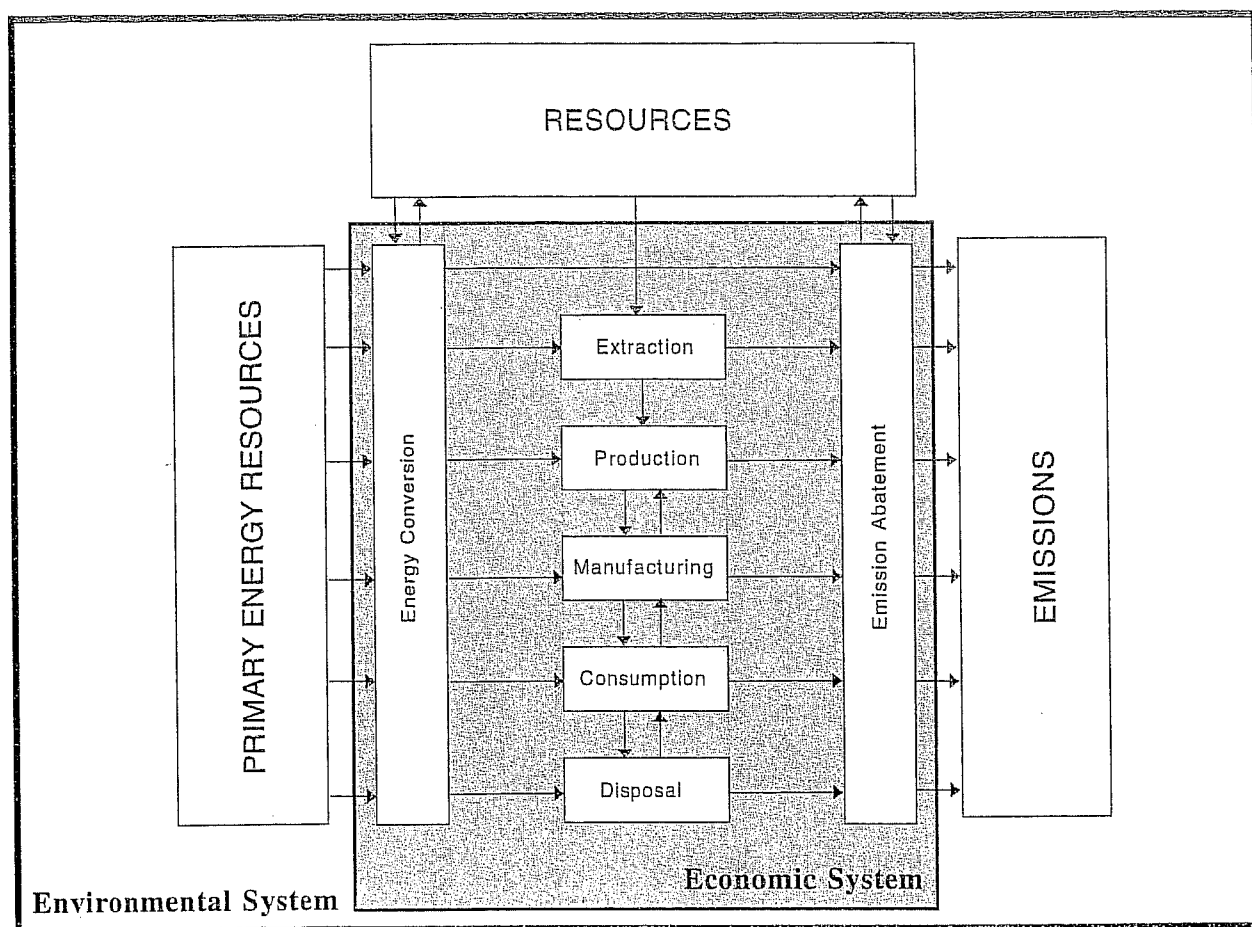 RESOURCES
PRIMARY ENERGY RESOURCES
Energy Conversion
Extraction
Production
Manufacturing
Consumption
Disposal
Emission Abatement
EMISSIONS
Economic System
Environmental System